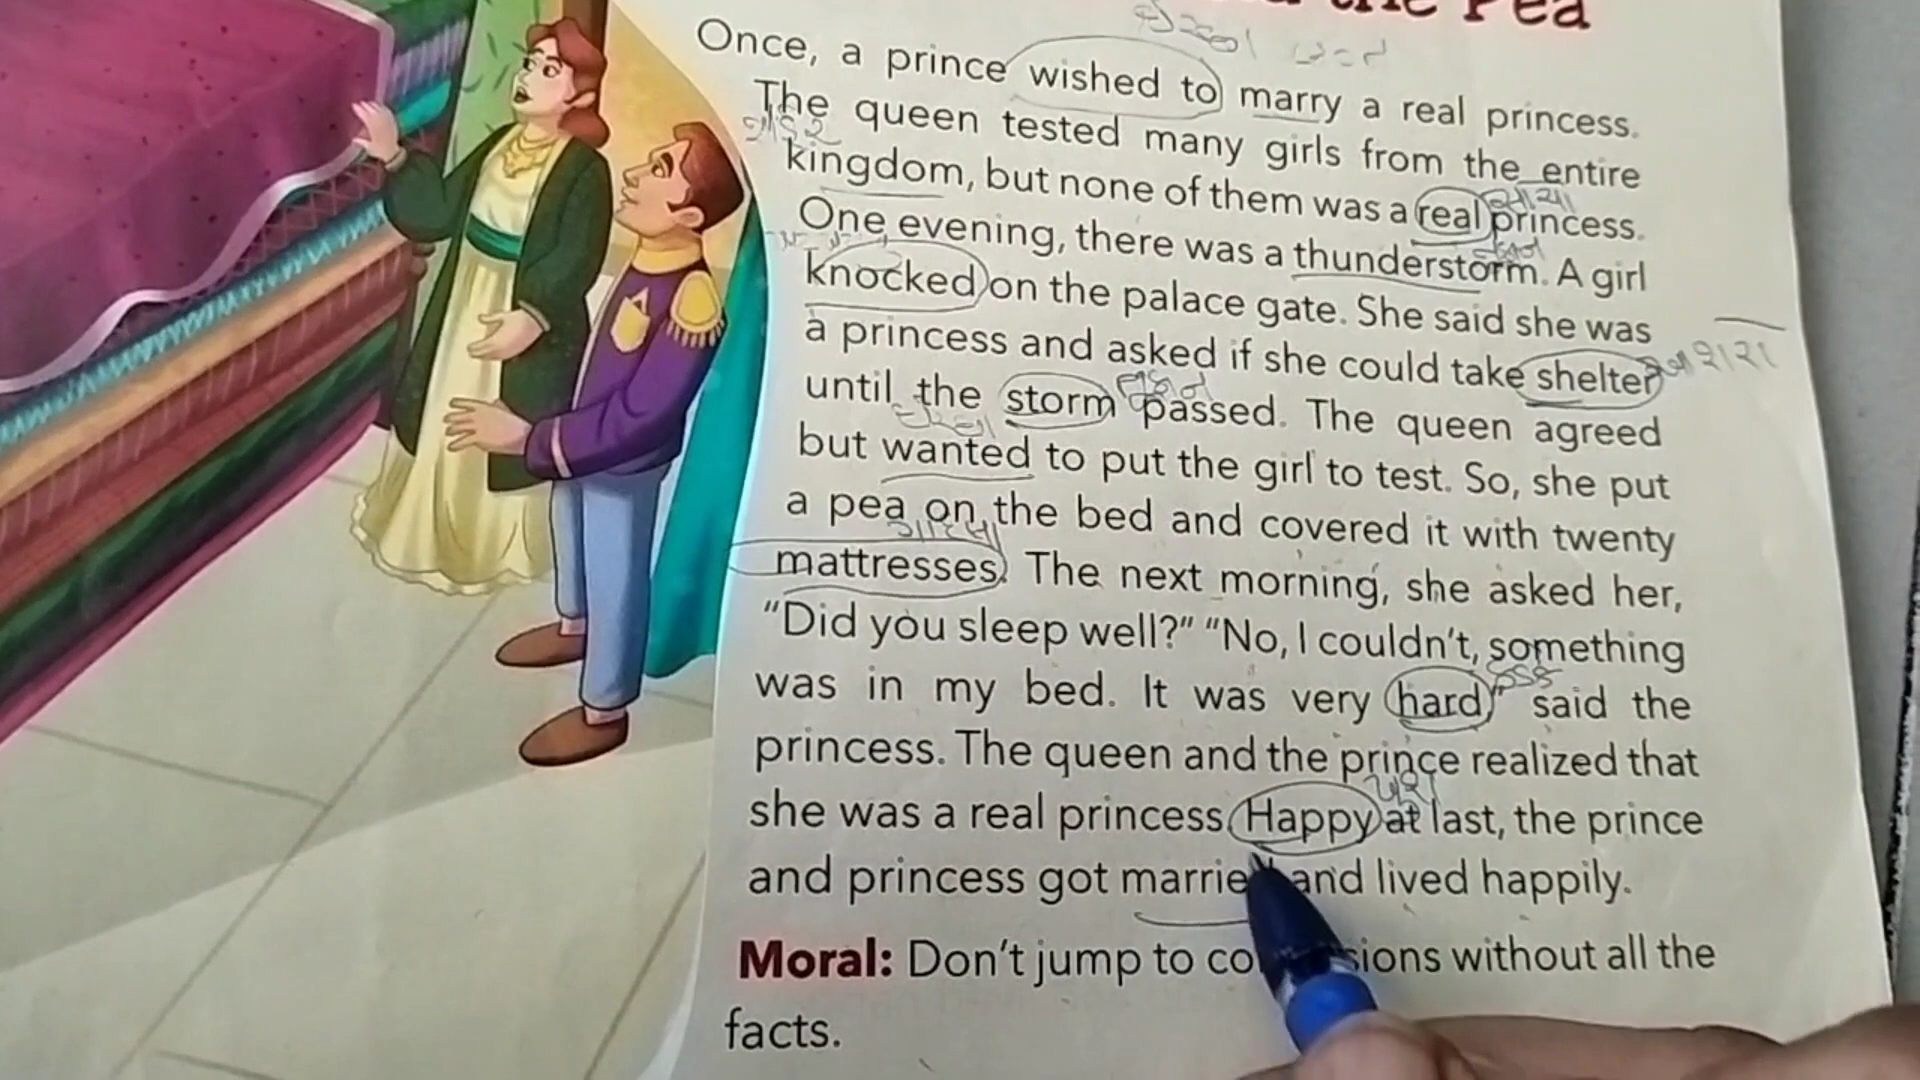 the Pea
Once, a prince wished to marry a real princess.
The queen tested many girls from the entire
kingdom, but none of them was a real princess.
One evening, there was a thunderstorm. A girl
knocked on the palace gate. She said she was
a princess and asked if she could take shelter
until the storm passed. The queen agreed
but wanted to put the girl to test. So, she put
a pea on the bed and covered it with twenty
mattresses. The next morning, she asked her,
“Did you sleep well?” “No, I couldn’t, something
was in my bed. It was very hard” said the
princess. The queen and the prince realized that
she was a real princess. Happy at last, the prince
and princess got married and lived happily.
Moral: Don’t jump to conclusions without all the
facts.